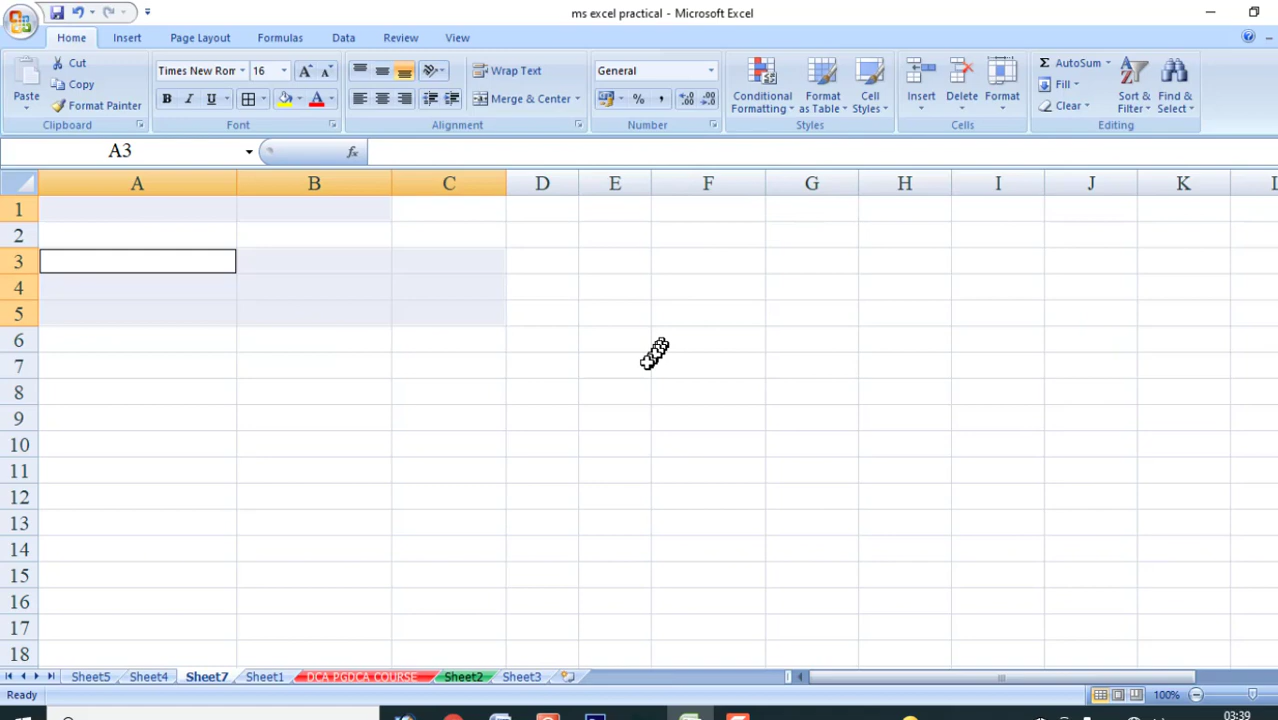 ms excel practical - Microsoft Excel
Home Insert Page Layout Formulas Data Review View
Paste
Cut
Copy
Format Painter
Clipboard
Times New Rom 16
B I U
Font
Wrap Text
Merge & Center
Alignment
General
% ,
Number
Conditional Formatting
Format as Table
Cell Styles
Styles
Insert
Delete
Format
Cells
Σ AutoSum
Fill
Clear
Sort & Filter
Find & Select
Editing
A3 fx
A B C D E F G H I J K
1
2
3
4
5
6
7
8
9
10
11
12
13
14
15
16
17
18
Sheet5 Sheet4 Sheet7 Sheet1 DCA PGDCA COURSE Sheet2 Sheet3
Ready 100%
03:39